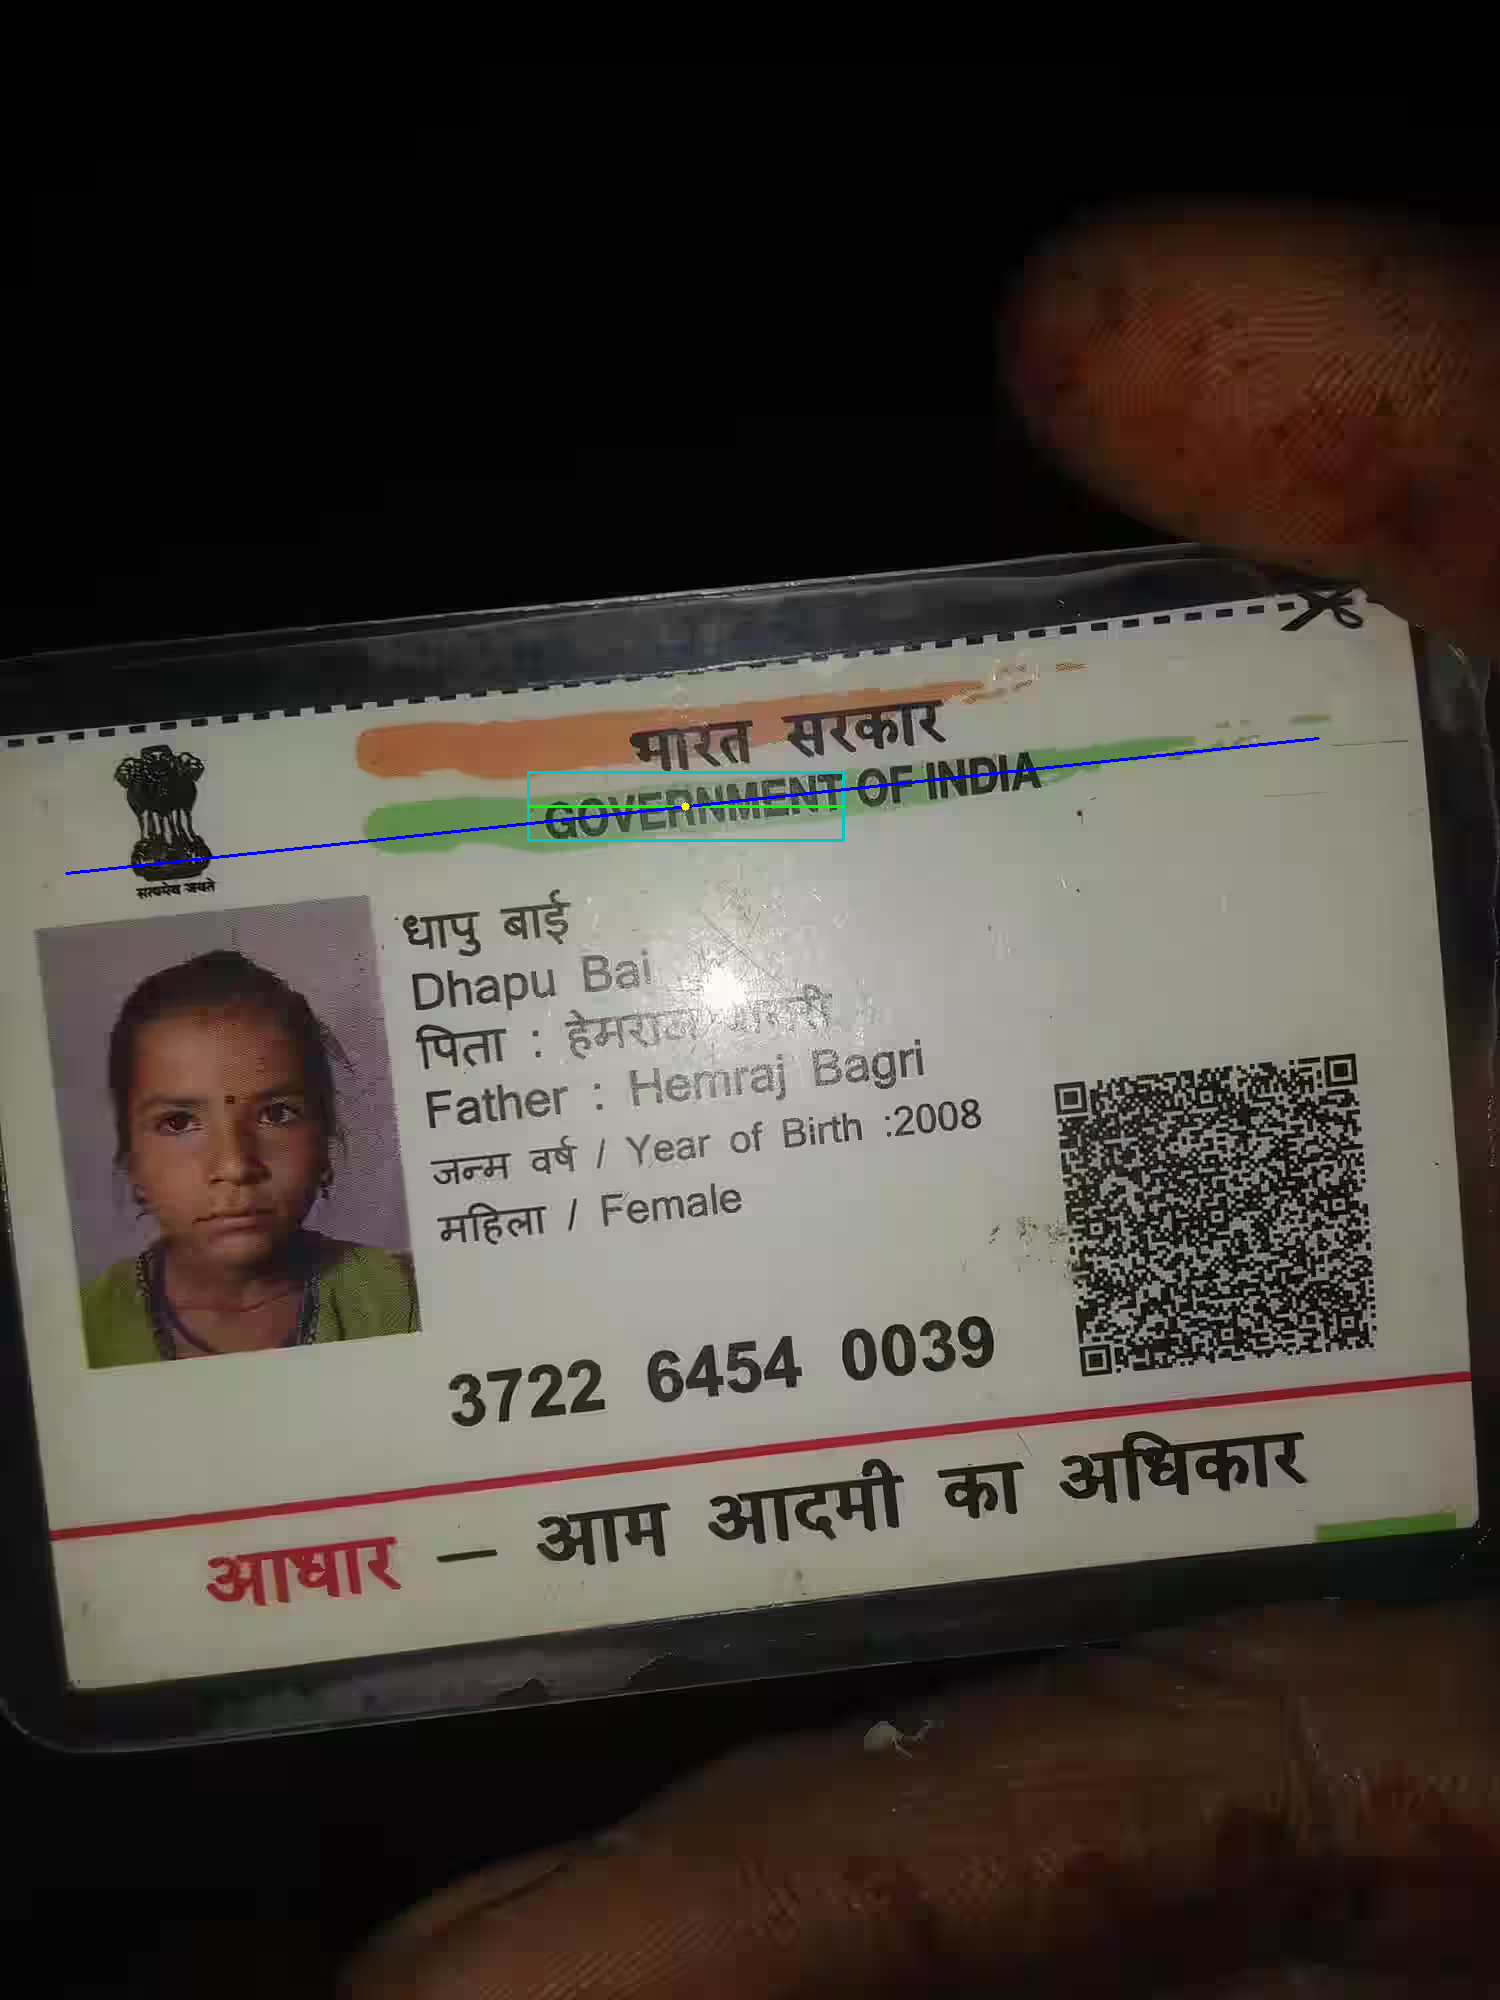 भारत सरकार
GOVERNMENT OF INDIA
सत्यमेव जयते
धापु बाई
Dhapu Bai
पिता : हेमराज
Father : Hemraj Bagri
जन्म वर्ष / Year of Birth :2008
महिला / Female
3722 6454 0039
आधार — आम आदमी का अधिकार